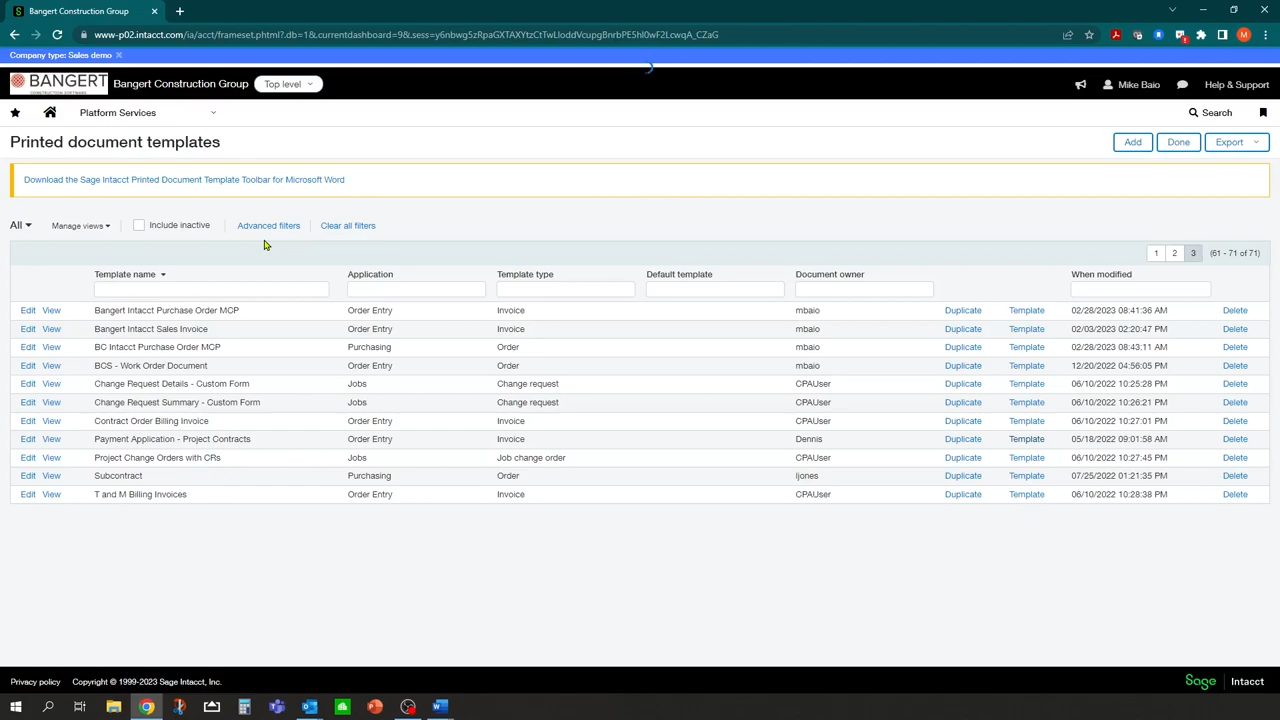 Bangert Construction Group
www-p02.intacct.com/ia/acct/frameset.phtml?.db=1&.currentdashboard=9&.sess=y6nbwg5zRpaGXTAXYtzCtTwLloddVcupgBnrbPE5hl0wF2LcwqA_CZaG
M
Company type: Sales demo
BANGERT
CONSTRUCTION SOFTWARE
Bangert Construction Group
Top level
Mike Baio
Help & Support
Platform Services
Search
Printed document templates
Add
Done
Export
Download the Sage Intacct Printed Document Template Toolbar for Microsoft Word
All
Manage views
Include inactive
Advanced filters
Clear all filters
1 2 3 (61 - 71 of 71)
Template name Application Template type Default template Document owner When modified
Edit View Bangert Intacct Purchase Order MCP Order Entry Invoice mbaio Duplicate Template 02/28/2023 08:41:36 AM Delete
Edit View Bangert Intacct Sales Invoice Order Entry Invoice mbaio Duplicate Template 02/03/2023 02:20:47 PM Delete
Edit View BC Intacct Purchase Order MCP Purchasing Order mbaio Duplicate Template 02/28/2023 08:43:11 AM Delete
Edit View BCS - Work Order Document Order Entry Order mbaio Duplicate Template 12/20/2022 04:56:05 PM Delete
Edit View Change Request Details - Custom Form Jobs Change request CPAUser Duplicate Template 06/10/2022 10:25:28 PM Delete
Edit View Change Request Summary - Custom Form Jobs Change request CPAUser Duplicate Template 06/10/2022 10:26:21 PM Delete
Edit View Contract Order Billing Invoice Order Entry Invoice CPAUser Duplicate Template 06/10/2022 10:27:01 PM Delete
Edit View Payment Application - Project Contracts Order Entry Invoice Dennis Duplicate Template 05/18/2022 09:01:58 AM Delete
Edit View Project Change Orders with CRs Jobs Job change order CPAUser Duplicate Template 06/10/2022 10:27:45 PM Delete
Edit View Subcontract Purchasing Order ljones Duplicate Template 07/25/2022 01:21:35 PM Delete
Edit View T and M Billing Invoices Order Entry Invoice CPAUser Duplicate Template 06/10/2022 10:28:38 PM Delete
Privacy policy Copyright © 1999-2023 Sage Intacct, Inc.
Sage Intacct